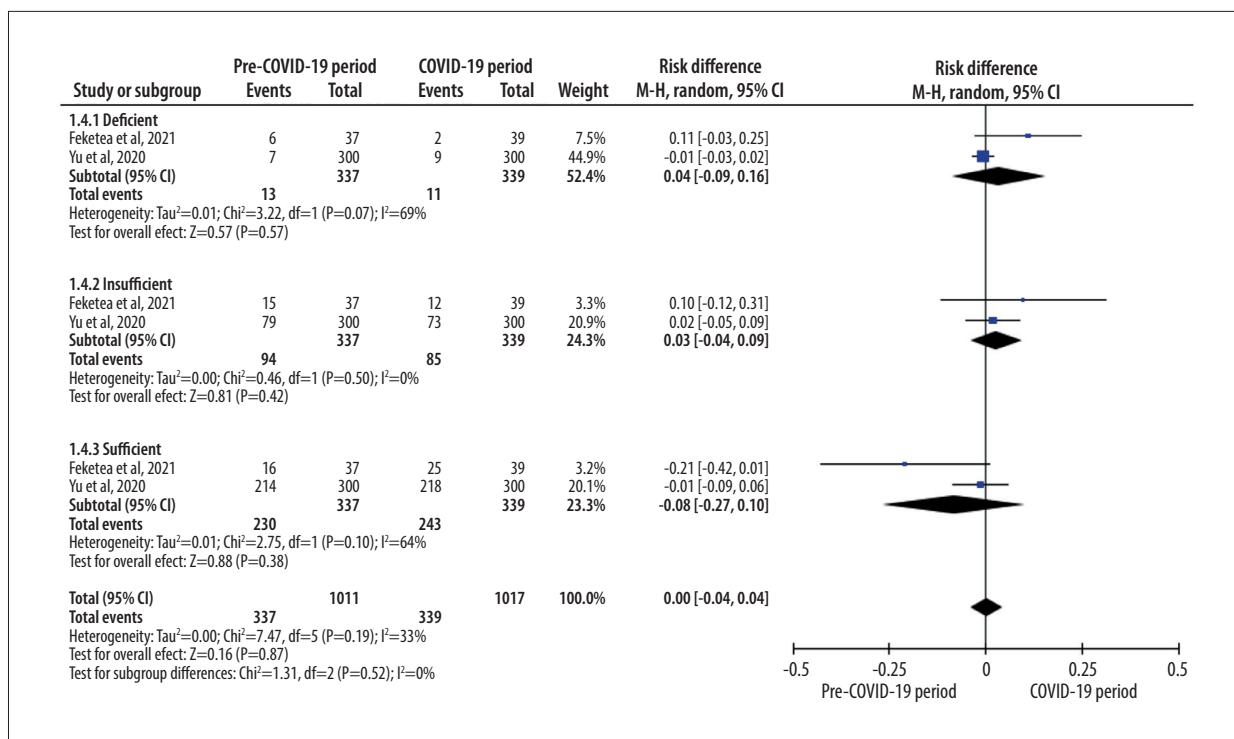 Pre-COVID-19 period COVID-19 period Risk difference Risk difference
Study or subgroup Events Total Events Total Weight M-H, random, 95% CI M-H, random, 95% CI
1.4.1 Deficient
Feketea et al, 2021 6 37 2 39 7.5% 0.11 [-0.03, 0.25]
Yu et al, 2020 7 300 9 300 44.9% -0.01 [-0.03, 0.02]
Subtotal (95% CI) 337 339 52.4% 0.04 [-0.09, 0.16]
Total events 13 11
Heterogeneity: Tau²=0.01; Chi²=3.22, df=1 (P=0.07); I²=69%
Test for overall efect: Z=0.57 (P=0.57)
1.4.2 Insufficient
Feketea et al, 2021 15 37 12 39 3.3% 0.10 [-0.12, 0.31]
Yu et al, 2020 79 300 73 300 20.9% 0.02 [-0.05, 0.09]
Subtotal (95% CI) 337 339 24.3% 0.03 [-0.04, 0.09]
Total events 94 85
Heterogeneity: Tau²=0.00; Chi²=0.46, df=1 (P=0.50); I²=0%
Test for overall efect: Z=0.81 (P=0.42)
1.4.3 Sufficient
Feketea et al, 2021 16 37 25 39 3.2% -0.21 [-0.42, 0.01]
Yu et al, 2020 214 300 218 300 20.1% -0.01 [-0.09, 0.06]
Subtotal (95% CI) 337 339 23.3% -0.08 [-0.27, 0.10]
Total events 230 243
Heterogeneity: Tau²=0.01; Chi²=2.75, df=1 (P=0.10); I²=64%
Test for overall efect: Z=0.88 (P=0.38)
Total (95% CI) 1011 1017 100.0% 0.00 [-0.04, 0.04]
Total events 337 339
Heterogeneity: Tau²=0.00; Chi²=7.47, df=5 (P=0.19); I²=33%
Test for overall efect: Z=0.16 (P=0.87)
Test for subgroup differences: Chi²=1.31, df=2 (P=0.52); I²=0%
-0.5 -0.25 0 0.25 0.5
Pre-COVID-19 period COVID-19 period